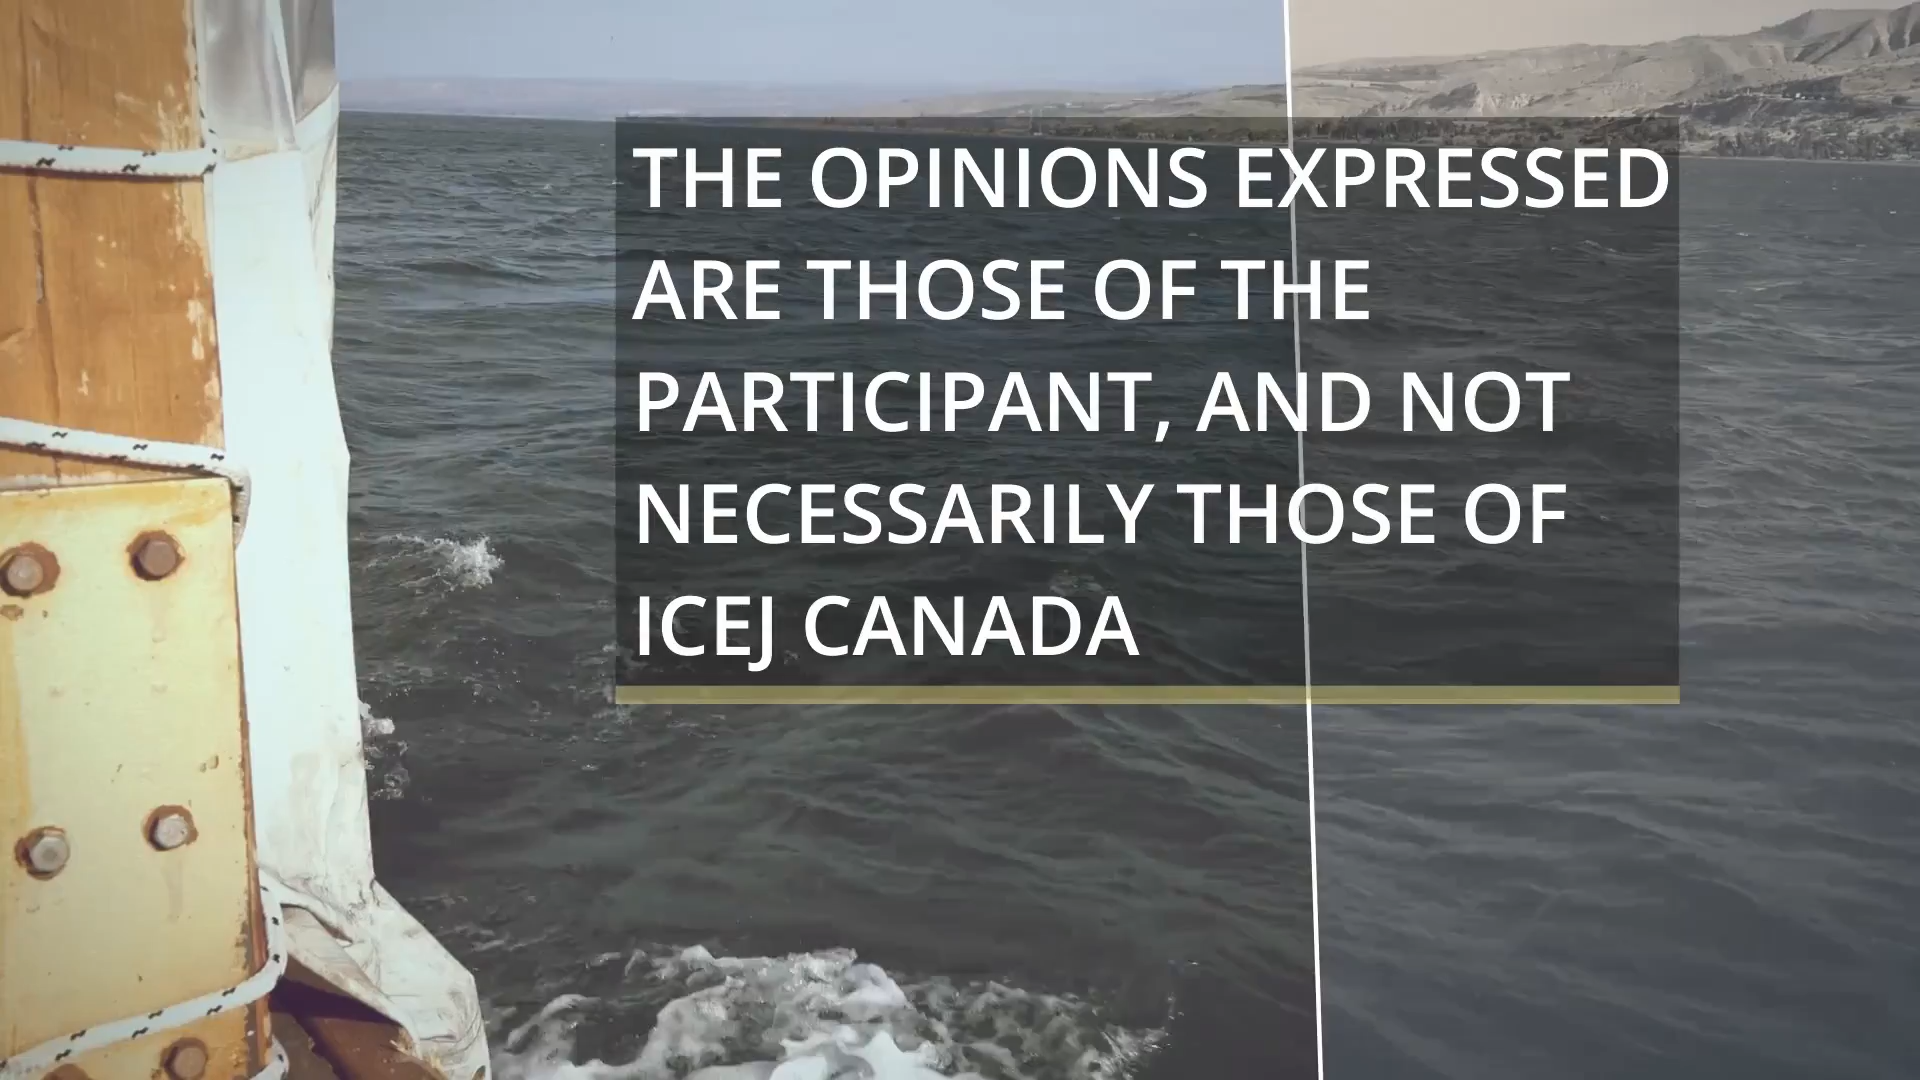 THE OPINIONS EXPRESSED
ARE THOSE OF THE
PARTICIPANT, AND NOT
NECESSARILY THOSE OF
ICEJ CANADA